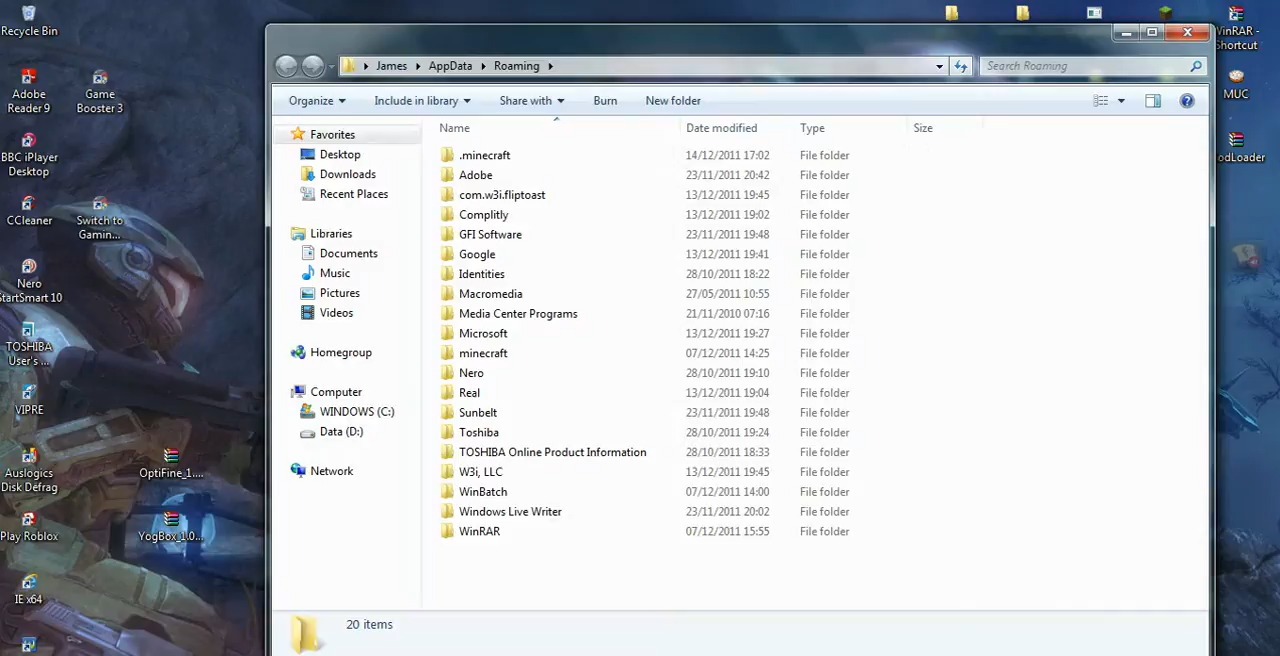 Recycle Bin
Adobe
Reader 9
Game
Booster 3
BBC iPlayer
Desktop
CCleaner
Switch to
Gamin...
Nero
StartSmart 10
TOSHIBA
User's ...
VIPRE
Auslogics
Disk Defrag
OptiFine_1....
Play Roblox
YogBox_1.0...
IE x64
James AppData Roaming
Search Roaming
Organize Include in library Share with Burn New folder
Favorites
Desktop
Downloads
Recent Places
Libraries
Documents
Music
Pictures
Videos
Homegroup
Computer
WINDOWS (C:)
Data (D:)
Network
Name Date modified Type Size
.minecraft 14/12/2011 17:02 File folder
Adobe 23/11/2011 20:42 File folder
com.w3i.fliptoast 13/12/2011 19:45 File folder
Complitly 13/12/2011 19:02 File folder
GFI Software 23/11/2011 19:48 File folder
Google 13/12/2011 19:41 File folder
Identities 28/10/2011 18:22 File folder
Macromedia 27/05/2011 10:55 File folder
Media Center Programs 21/11/2010 07:16 File folder
Microsoft 13/12/2011 19:27 File folder
minecraft 07/12/2011 14:25 File folder
Nero 28/10/2011 19:10 File folder
Real 13/12/2011 19:04 File folder
Sunbelt 23/11/2011 19:48 File folder
Toshiba 28/10/2011 19:24 File folder
TOSHIBA Online Product Information 28/10/2011 18:33 File folder
W3i, LLC 13/12/2011 19:45 File folder
WinBatch 07/12/2011 14:00 File folder
Windows Live Writer 23/11/2011 20:02 File folder
WinRAR 07/12/2011 15:55 File folder
20 items
WinRAR -
Shortcut
MUC
odLoader